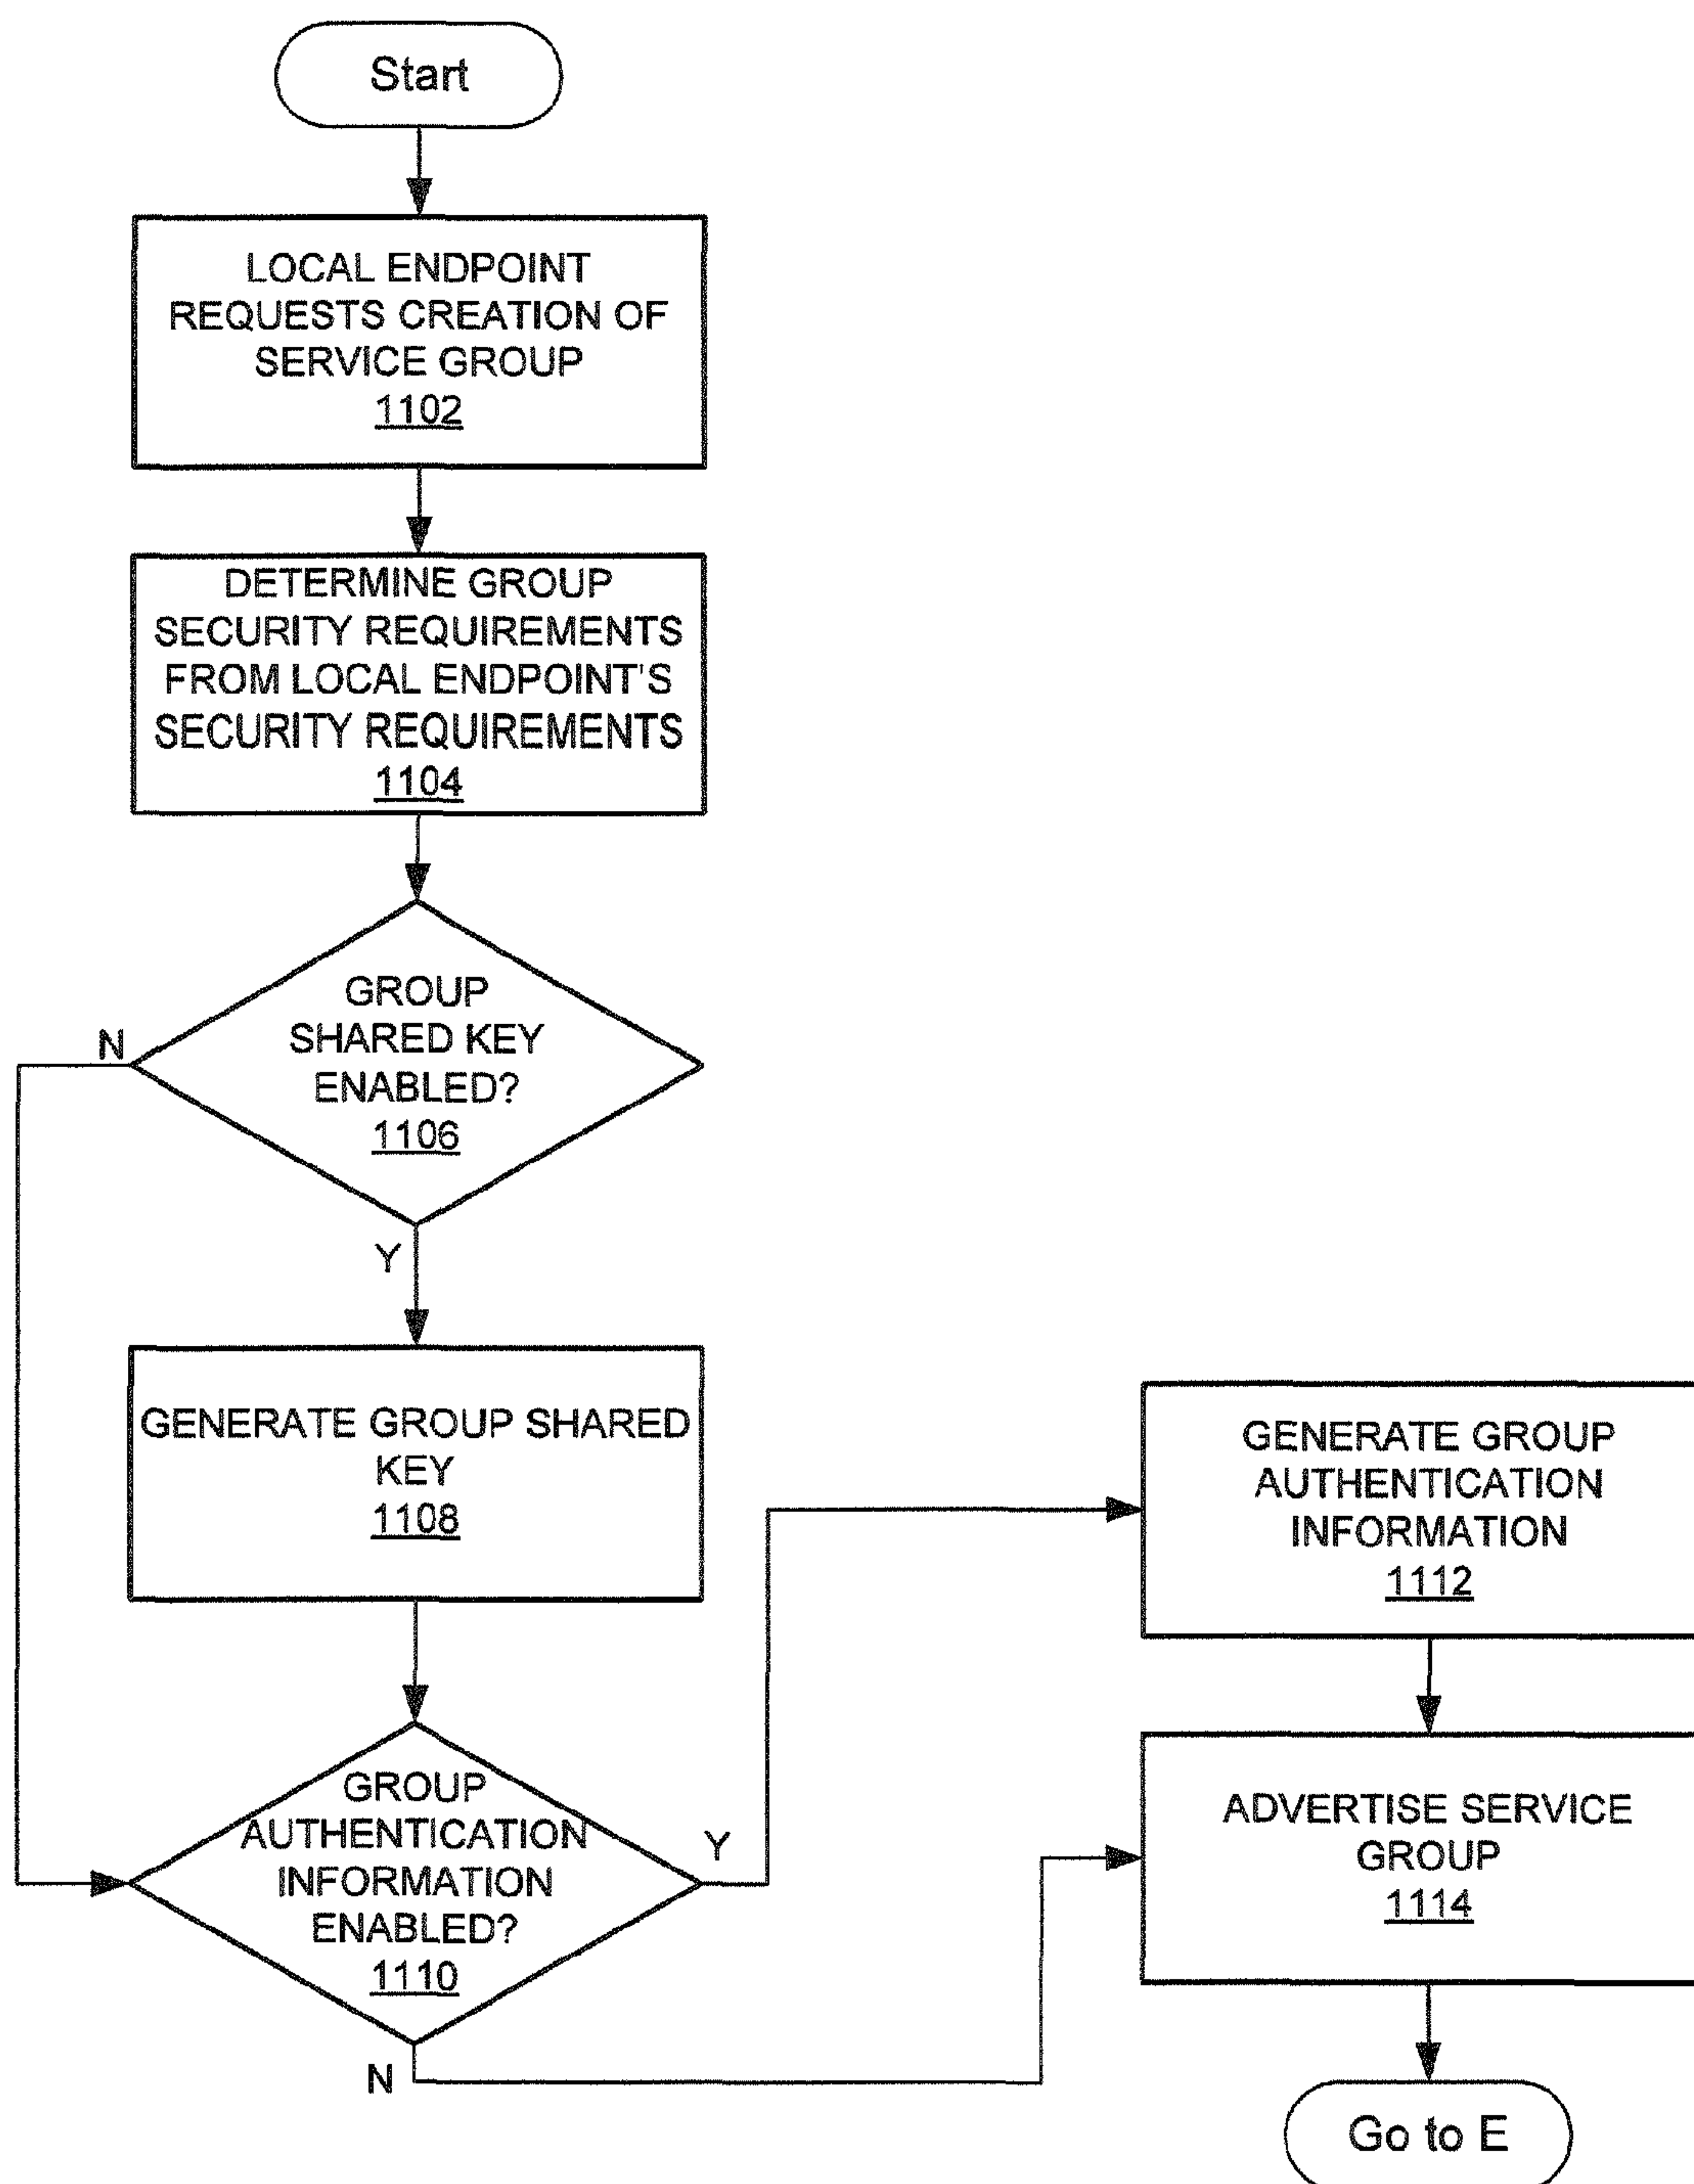 Start
LOCAL ENDPOINT
REQUESTS CREATION OF
SERVICE GROUP
1102
DETERMINE GROUP
SECURITY REQUIREMENTS
FROM LOCAL ENDPOINT'S
SECURITY REQUIREMENTS
1104
GROUP
SHARED KEY
ENABLED?
1106
N
Y
GENERATE GROUP SHARED
KEY
1108
GROUP
AUTHENTICATION
INFORMATION
ENABLED?
1110
Y
N
GENERATE GROUP
AUTHENTICATION
INFORMATION
1112
ADVERTISE SERVICE
GROUP
1114
Go to E